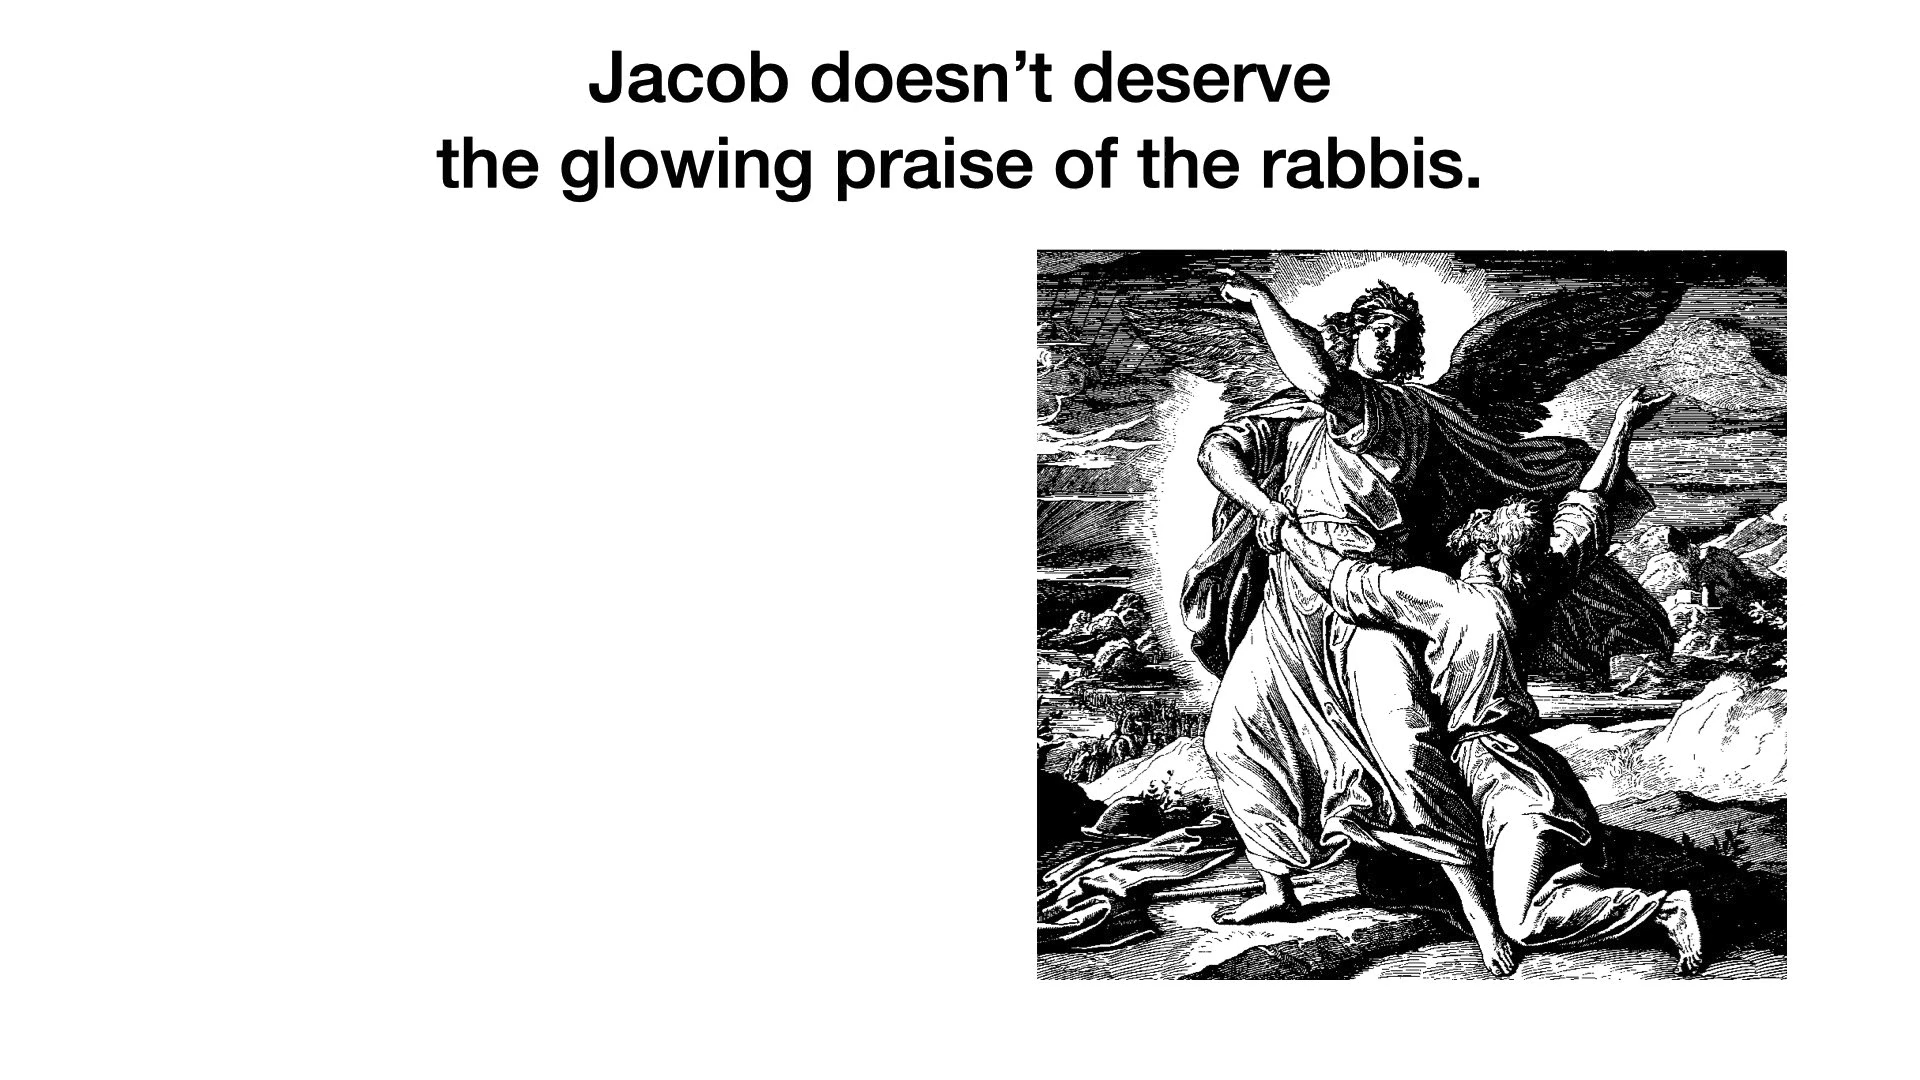 Jacob doesn’t deserve
the glowing praise of the rabbis.